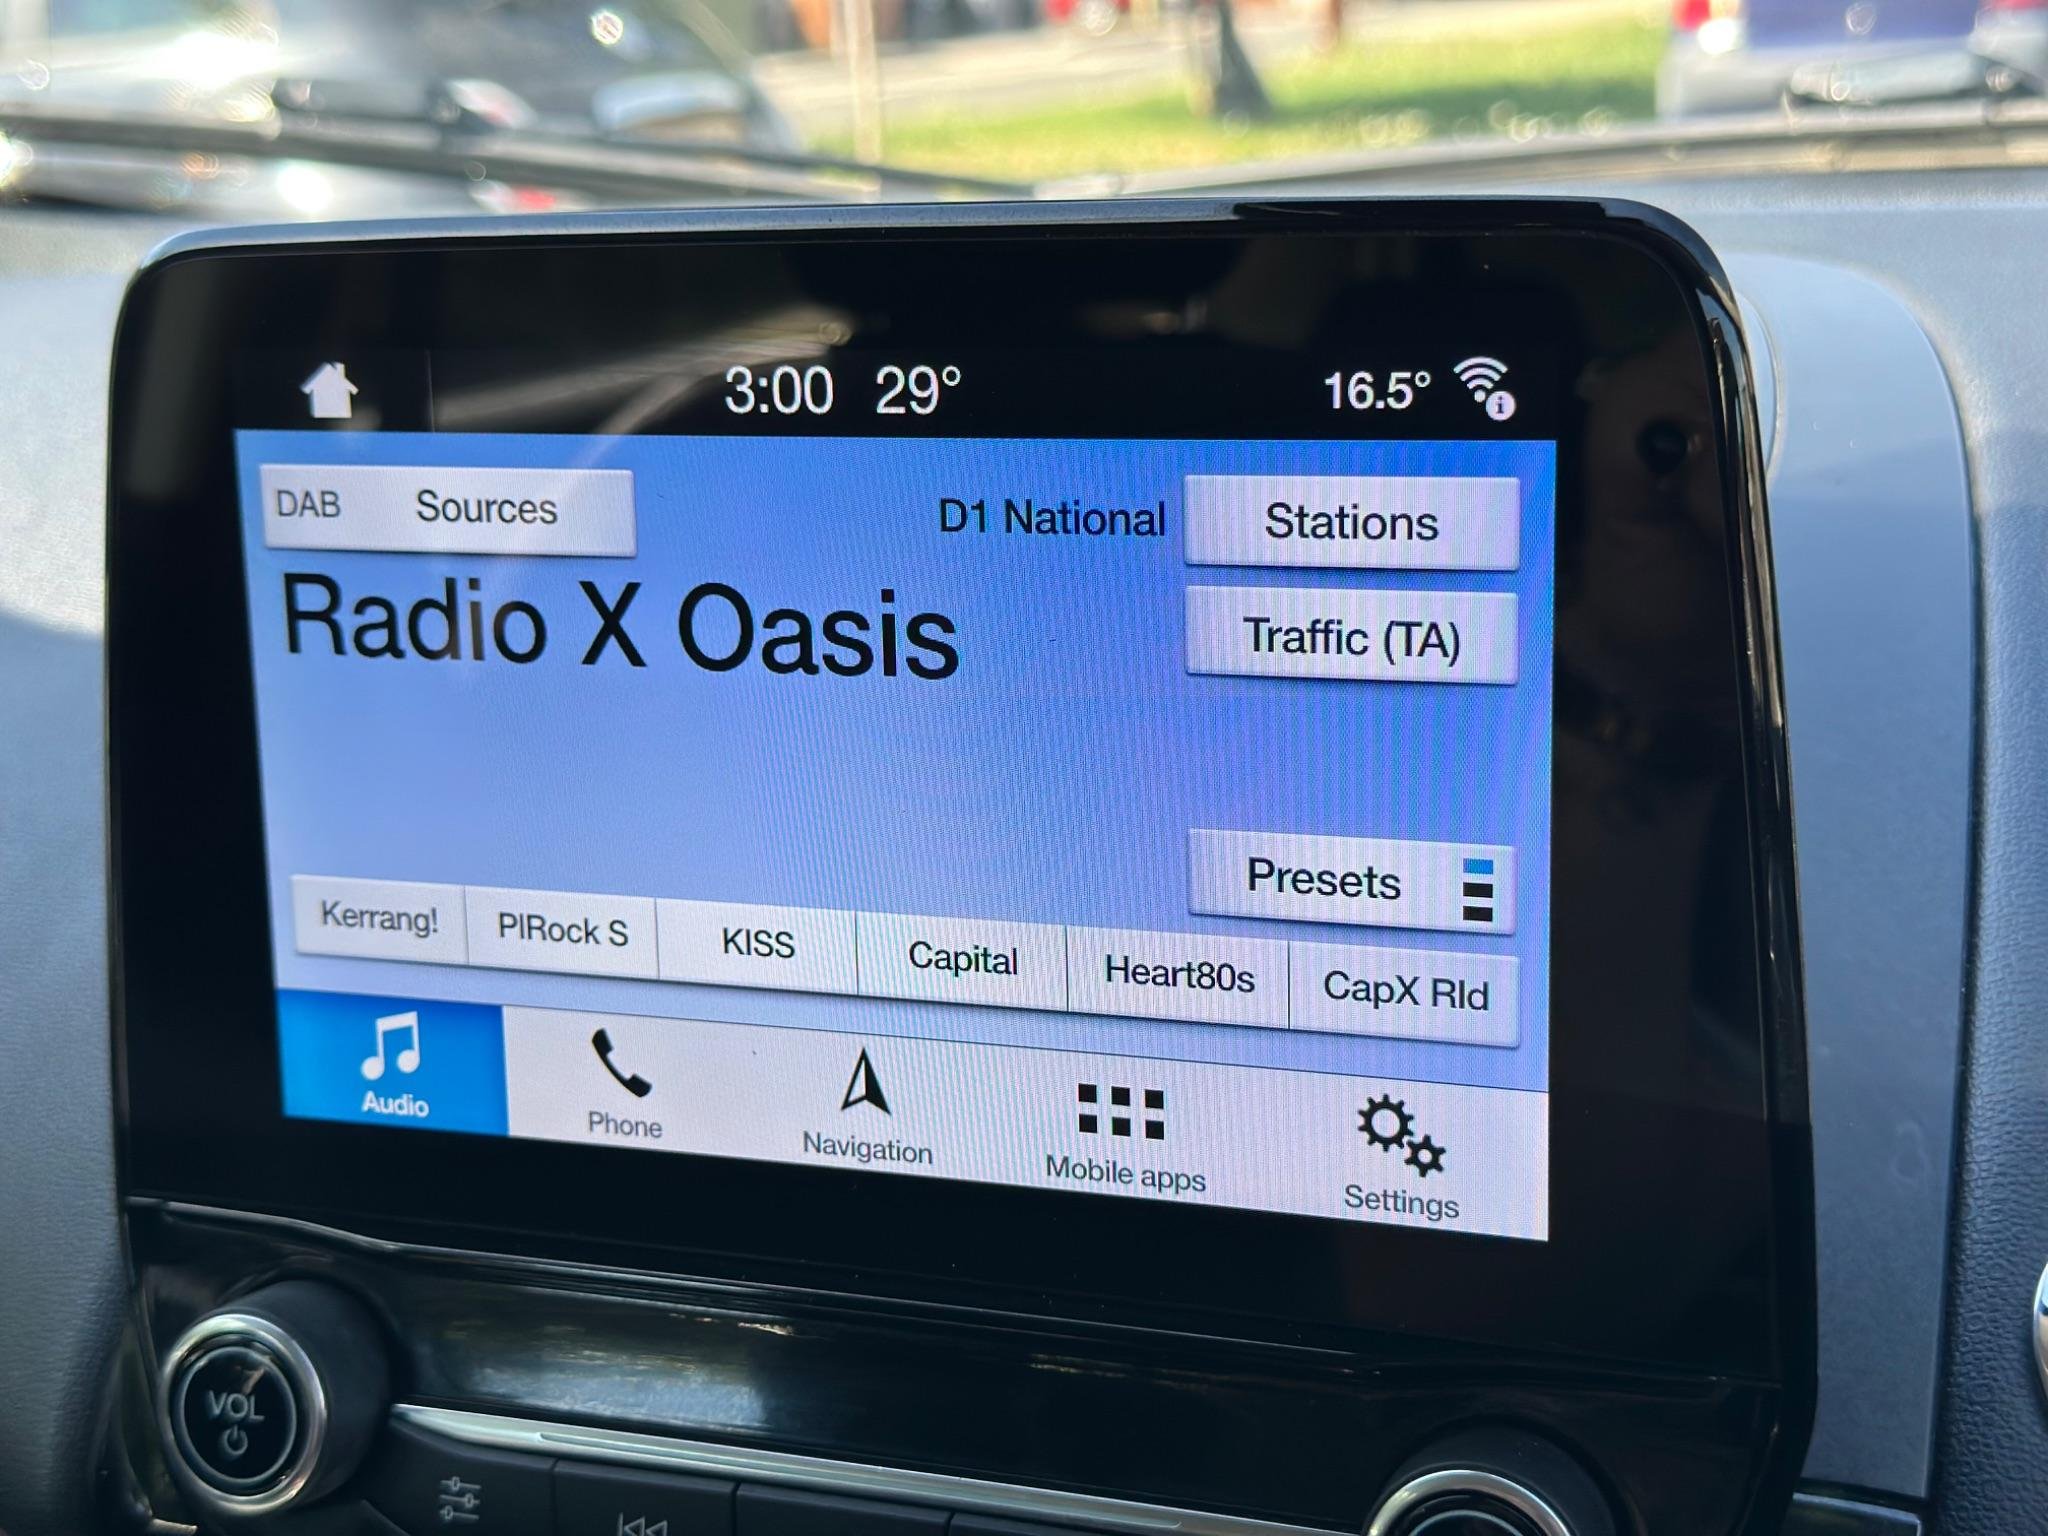 3:00 29° 16.5°
DAB Sources D1 National Stations
Radio X Oasis
Traffic (TA)
Presets
Kerrang! PlRock S KISS Capital Heart80s CapX Rld
Audio Phone Navigation Mobile apps Settings
VOL